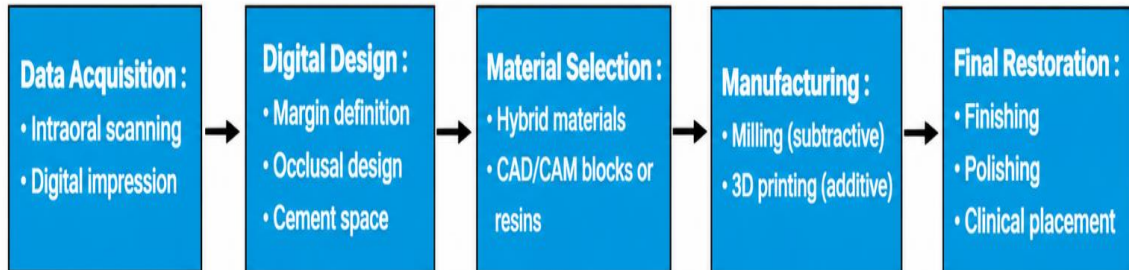 Data Acquisition :
• Intraoral scanning
• Digital impression
Digital Design :
• Margin definition
• Occlusal design
• Cement space
Material Selection :
• Hybrid materials
• CAD/CAM blocks or
resins
Manufacturing :
• Milling (subtractive)
• 3D printing (additive)
Final Restoration :
• Finishing
• Polishing
• Clinical placement